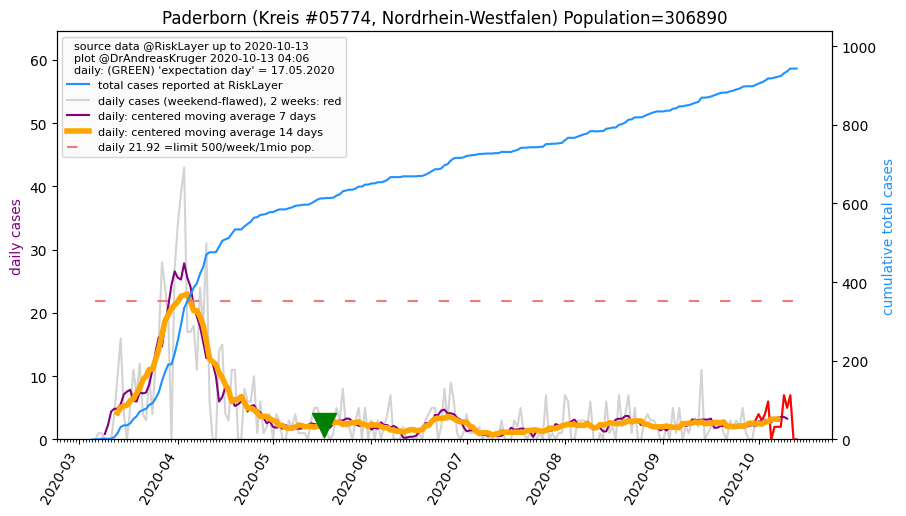 Paderborn (Kreis #05774, Nordrhein-Westfalen) Population=306890
source data @RiskLayer up to 2020-10-13
plot @DrAndreasKruger 2020-10-13 04:06
daily: (GREEN) 'expectation day' = 17.05.2020
total cases reported at RiskLayer
daily cases (weekend-flawed), 2 weeks: red
daily: centered moving average 7 days
daily: centered moving average 14 days
daily 21.92 =limit 500/week/1mio pop.
daily cases
60
50
40
30
20
10
0
cumulative total cases
1000
800
600
400
200
0
2020-03
2020-04
2020-05
2020-06
2020-07
2020-08
2020-09
2020-10